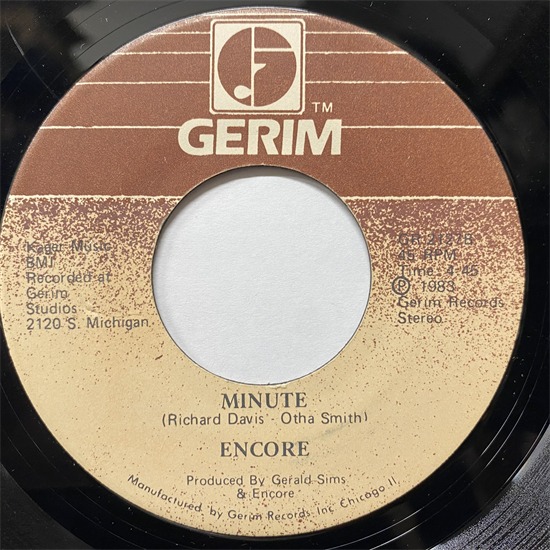 TM
GERIM
Kager Music
BMI
Recorded at
Gerim
Studios
2120 S. Michigan
45 RPM
Time: 4:45
℗ 1983
Gerim Records
Stereo
MINUTE
(Richard Davis - Otha Smith)
ENCORE
Produced By Gerald Sims
& Encore
Manufactured by Gerim Records, Inc. Chicago Il.